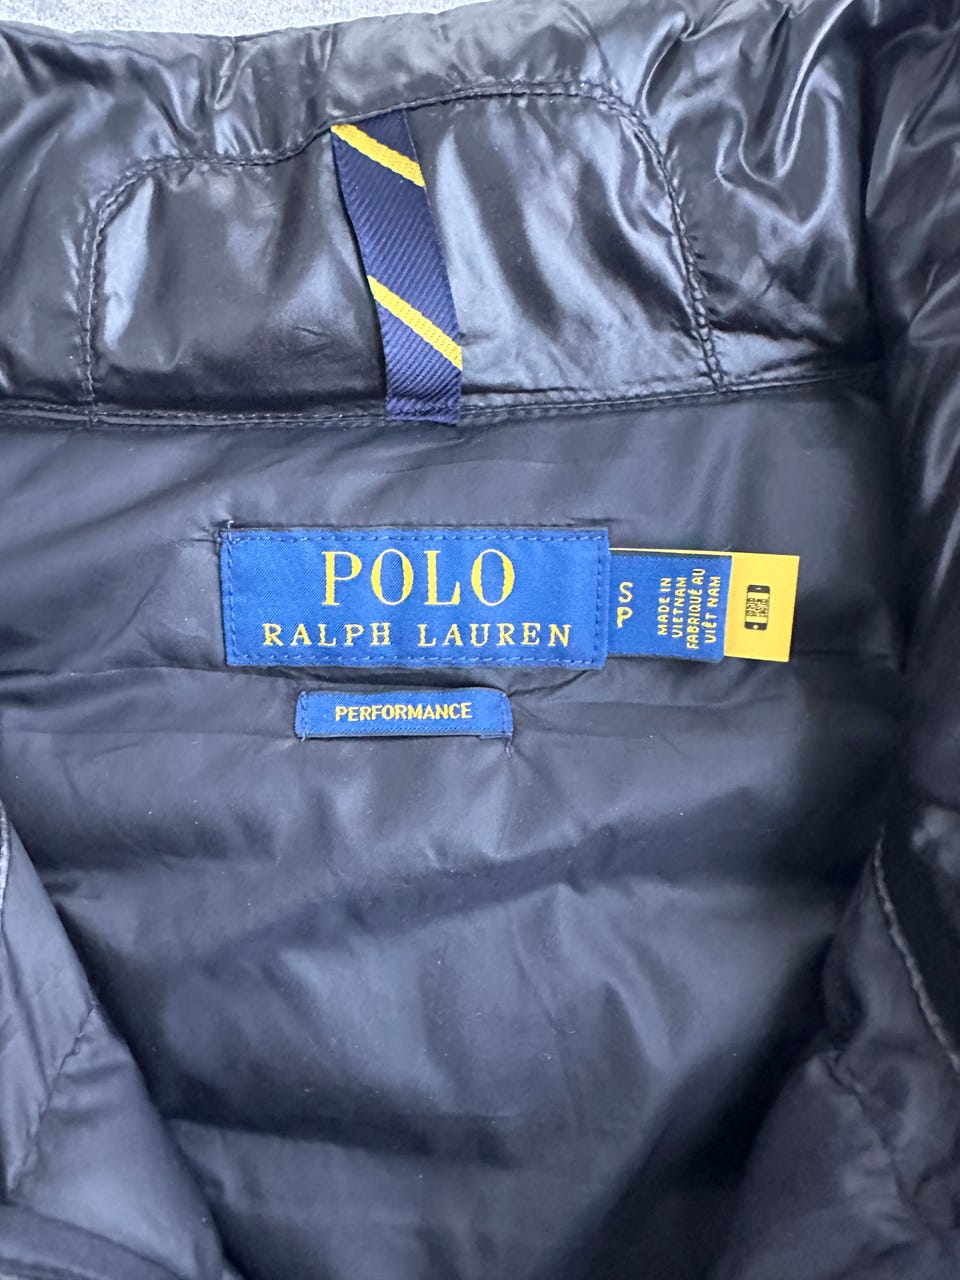 POLO
RALPH LAUREN
S
P
MADE IN
VIETNAM
FABRIQUÉ AU
VIÊT NAM
PERFORMANCE